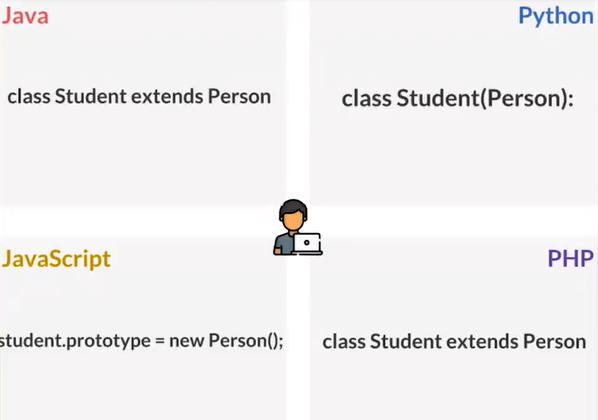 Java
class Student extends Person
Python
class Student(Person):
JavaScript
student.prototype = new Person();
PHP
class Student extends Person